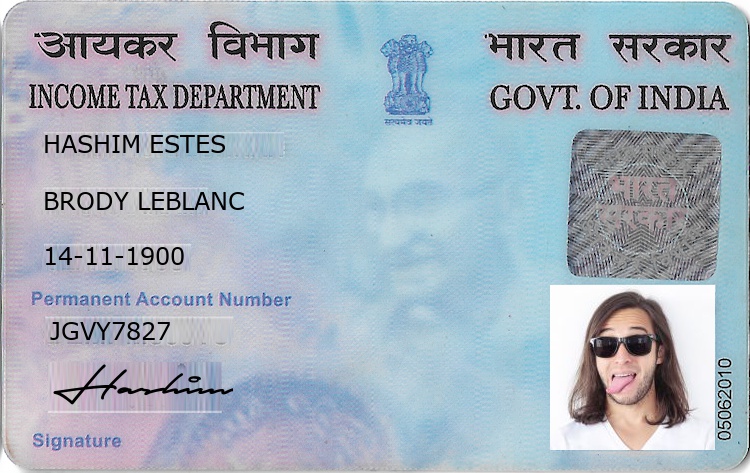 आयकर विभाग भारत सरकार
INCOME TAX DEPARTMENT GOVT. OF INDIA
सत्यमेव जयते
HASHIM ESTES
भारत सरकार
BRODY LEBLANC
14-11-1900
Permanent Account Number
JGVY7827
Hashim
Signature
05062010